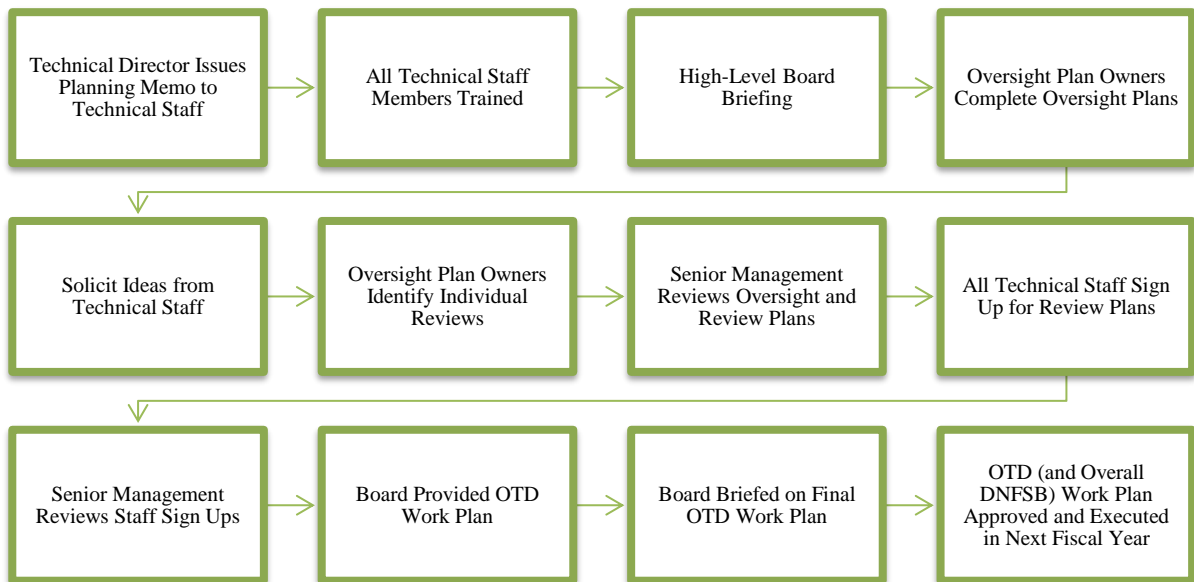 Technical Director Issues
Planning Memo to
Technical Staff
All Technical Staff
Members Trained
High-Level Board
Briefing
Oversight Plan Owners
Complete Oversight Plans
Solicit Ideas from
Technical Staff
Oversight Plan Owners
Identify Individual
Reviews
Senior Management
Reviews Oversight and
Review Plans
All Technical Staff Sign
Up for Review Plans
Senior Management
Reviews Staff Sign Ups
Board Provided OTD
Work Plan
Board Briefed on Final
OTD Work Plan
OTD (and Overall
DNFSB) Work Plan
Approved and Executed
in Next Fiscal Year